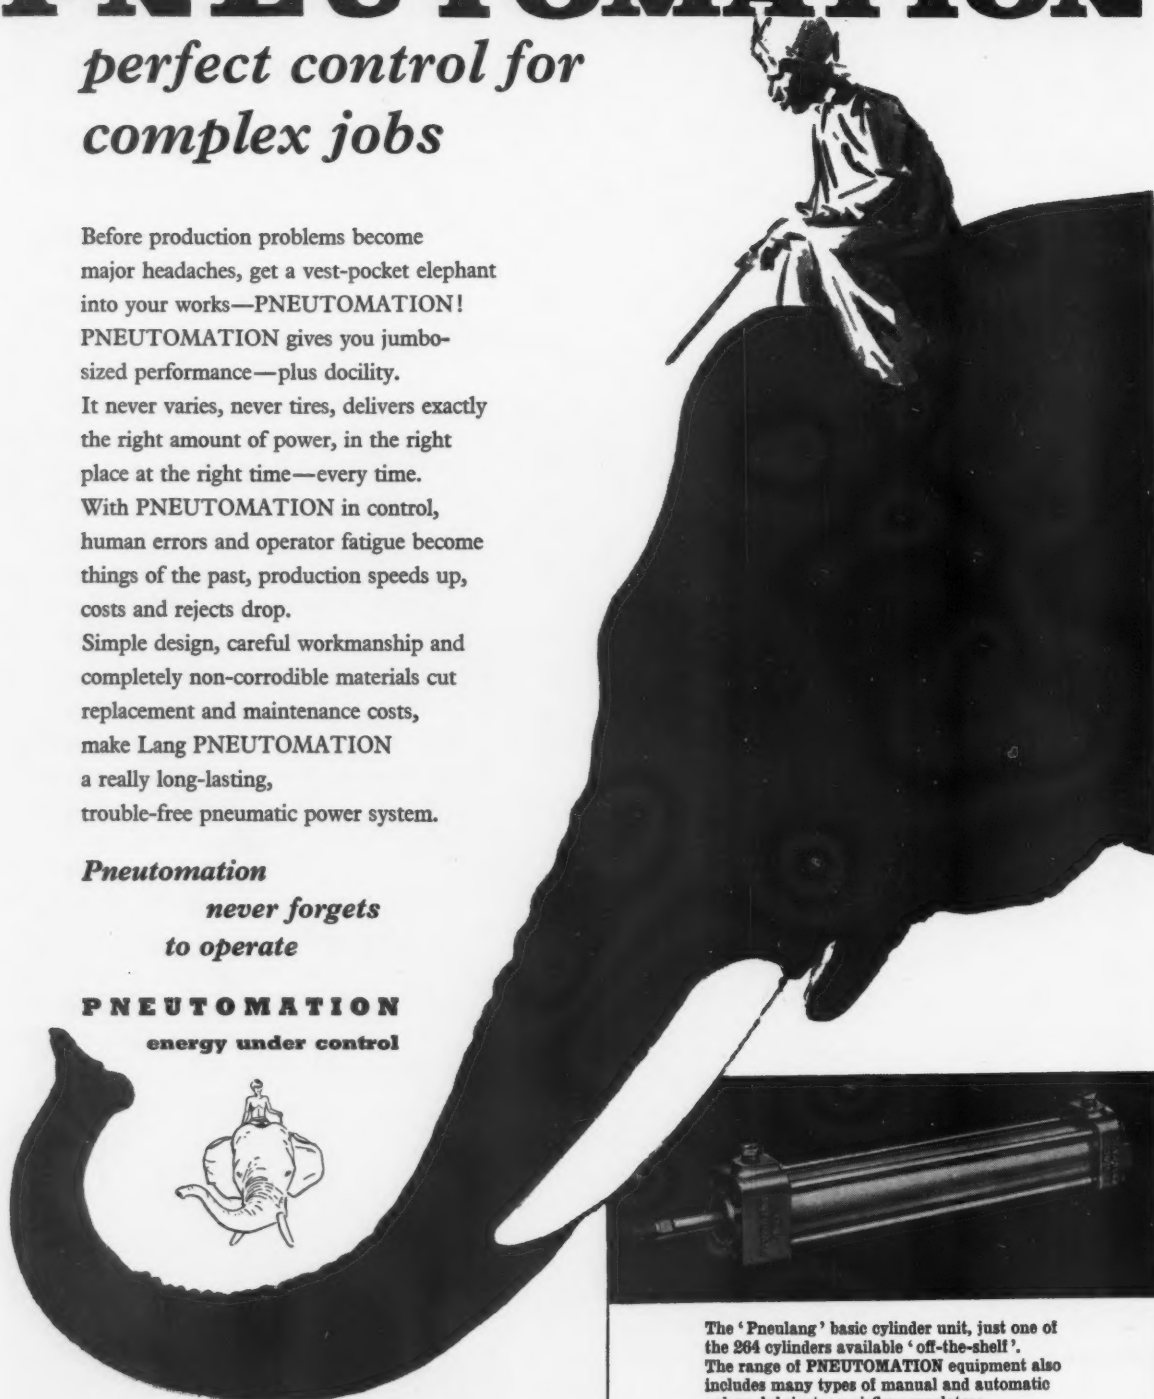 PNEUTOMATION
perfect control for
complex jobs
Before production problems become
major headaches, get a vest-pocket elephant
into your works—PNEUTOMATION!
PNEUTOMATION gives you jumbo-
sized performance—plus docility.
It never varies, never tires, delivers exactly
the right amount of power, in the right
place at the right time—every time.
With PNEUTOMATION in control,
human errors and operator fatigue become
things of the past, production speeds up,
costs and rejects drop.
Simple design, careful workmanship and
completely non-corrodible materials cut
replacement and maintenance costs,
make Lang PNEUTOMATION
a really long-lasting,
trouble-free pneumatic power system.
Pneutomation
never forgets
to operate
PNEUTOMATION
energy under control
The ‘Pneulang’ basic cylinder unit, just one of
the 264 cylinders available ‘off-the-shelf’.
The range of PNEUTOMATION equipment also
includes many types of manual and automatic